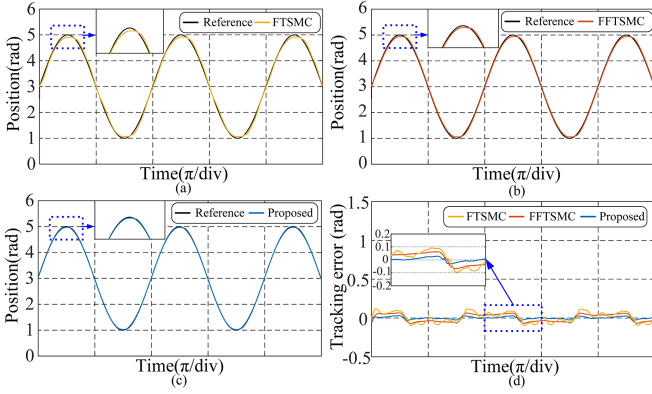 Reference FTSMC
Position(rad)
6
5
4
3
2
1
0
Time(π/div)
(a)
Reference FFTSMC
Position(rad)
6
5
4
3
2
1
0
Time(π/div)
(b)
Reference Proposed
Position(rad)
6
5
4
3
2
1
0
Time(π/div)
(c)
FTSMC FFTSMC Proposed
Tracking error (rad)
1.5
1
0.5
0
-0.5
0.2
0.1
0
-0.1
-0.2
Time(π/div)
(d)